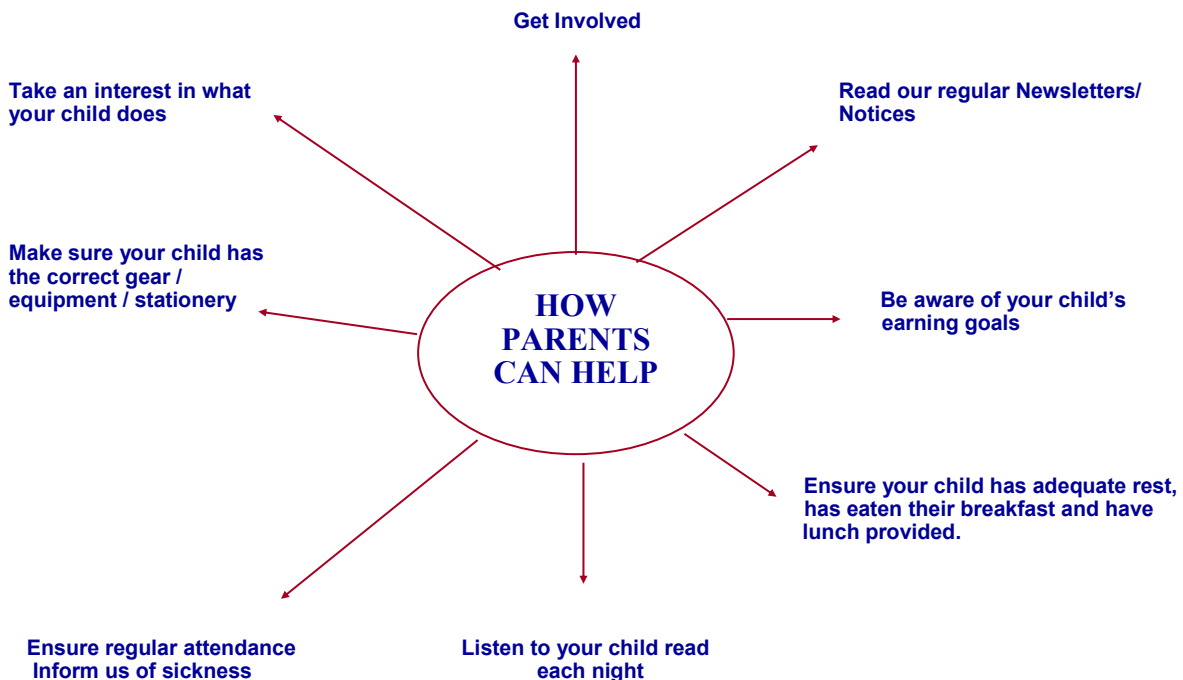 Get Involved
Take an interest in what
your child does
Read our regular Newsletters/
Notices
Make sure your child has
the correct gear /
equipment / stationery
HOW
PARENTS
CAN HELP
Be aware of your child’s
earning goals
Ensure your child has adequate rest,
has eaten their breakfast and have
lunch provided.
Ensure regular attendance
Inform us of sickness
Listen to your child read
each night